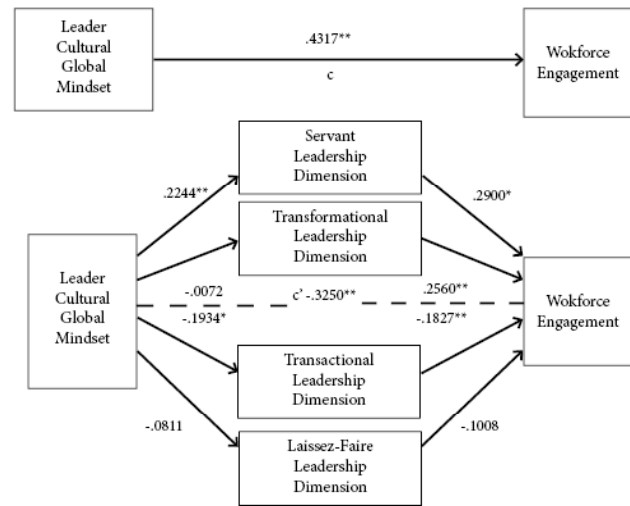 Leader
Cultural
Global
Mindset
.4317**
c
Wokforce
Engagement
Servant
Leadership
Dimension
.2244**
.2900*
Transformational
Leadership
Dimension
Leader
Cultural
Global
Mindset
-.0072
c' -.3250**
.2560**
-.1934*
-.1827**
Wokforce
Engagement
Transactional
Leadership
Dimension
-.0811
-.1008
Laissez-Faire
Leadership
Dimension